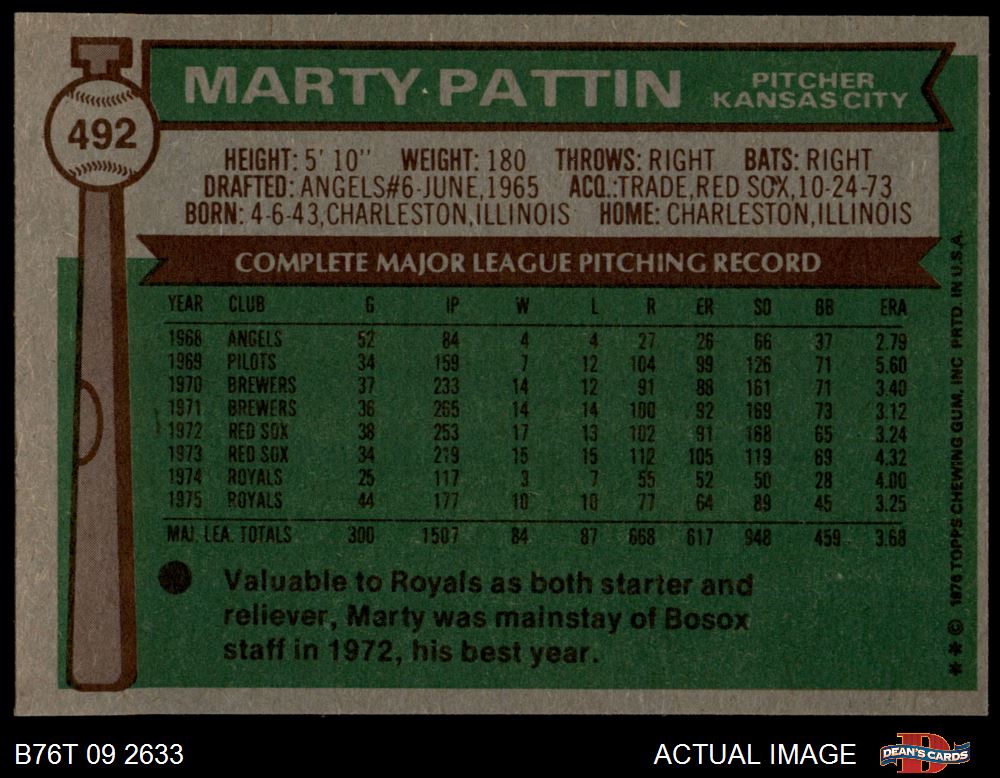 492
MARTY PATTIN
PITCHER
KANSAS CITY
HEIGHT: 5' 10" WEIGHT: 180 THROWS: RIGHT BATS: RIGHT
DRAFTED: ANGELS#6-JUNE,1965 ACQ.:TRADE,RED SOX,10-24-73
BORN: 4-6-43,CHARLESTON,ILLINOIS HOME: CHARLESTON,ILLINOIS
COMPLETE MAJOR LEAGUE PITCHING RECORD
YEAR CLUB G IP W L R ER SO BB ERA
1968 ANGELS 52 84 4 4 27 26 66 37 2.79
1969 PILOTS 34 159 7 12 104 99 126 71 5.60
1970 BREWERS 37 233 14 12 91 88 161 71 3.40
1971 BREWERS 36 265 14 14 100 92 169 73 3.12
1972 RED SOX 38 253 17 13 102 91 168 65 3.24
1973 RED SOX 34 219 15 15 112 105 119 69 4.32
1974 ROYALS 25 117 3 7 55 52 50 28 4.00
1975 ROYALS 44 177 10 10 77 64 89 45 3.25
MAJ. LEA. TOTALS 300 1507 84 87 668 617 948 459 3.68
Valuable to Royals as both starter and
reliever, Marty was mainstay of Bosox
staff in 1972, his best year.
* * © 1976 TOPPS CHEWING GUM, INC PRTD. IN U.S.A.
B76T 09 2633
ACTUAL IMAGE
DEAN'S CARDS